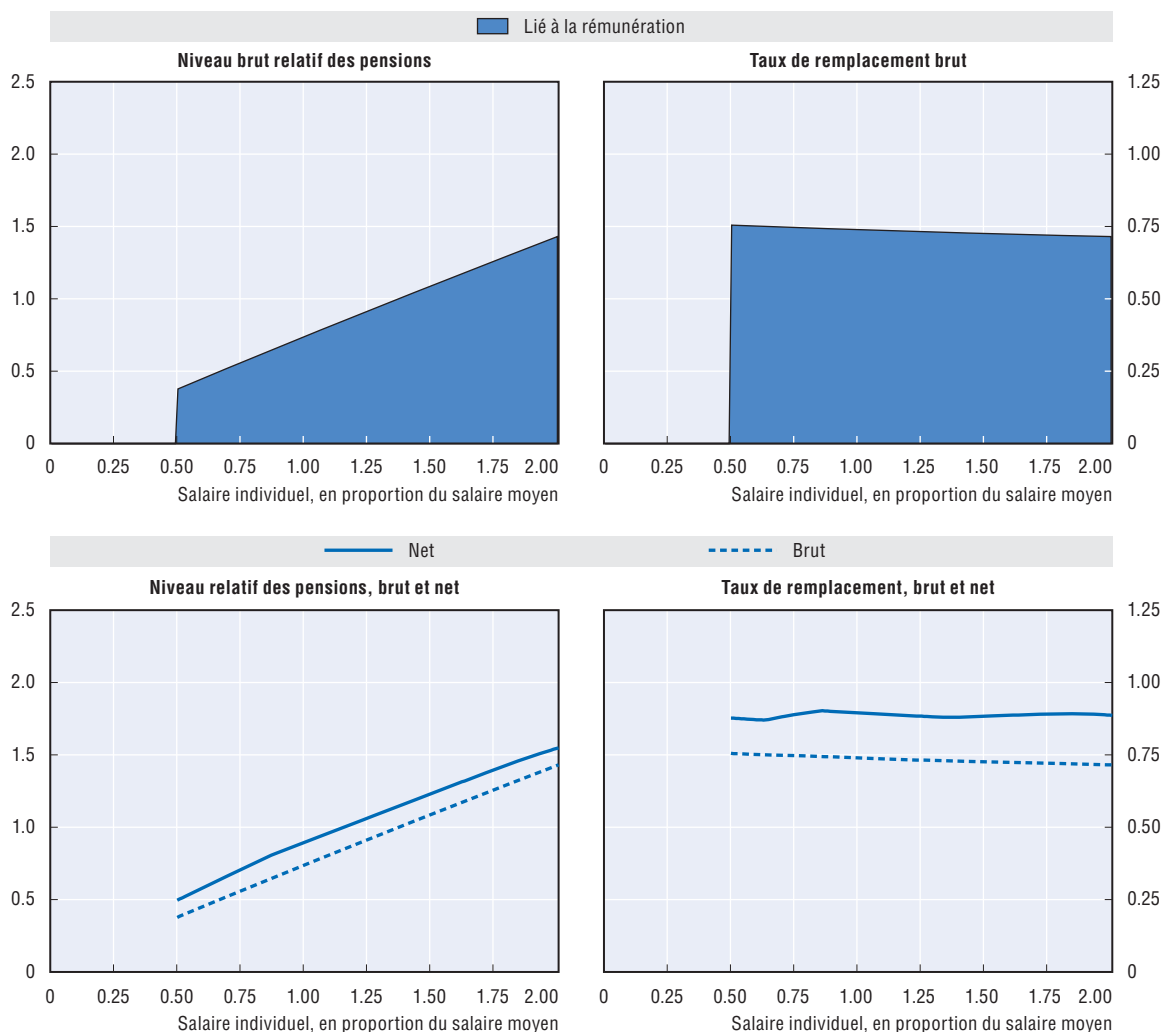 Lié à la rémunération
Niveau brut relatif des pensions
2.5
2.0
1.5
1.0
0.5
0
0 0.25 0.50 0.75 1.00 1.25 1.50 1.75 2.00
Salaire individuel, en proportion du salaire moyen
Taux de remplacement brut
1.25
1.00
0.75
0.50
0.25
0
0 0.25 0.50 0.75 1.00 1.25 1.50 1.75 2.00
Salaire individuel, en proportion du salaire moyen
Net Brut
Niveau relatif des pensions, brut et net
2.5
2.0
1.5
1.0
0.5
0
0 0.25 0.50 0.75 1.00 1.25 1.50 1.75 2.00
Salaire individuel, en proportion du salaire moyen
Taux de remplacement, brut et net
1.25
1.00
0.75
0.50
0.25
0
0 0.25 0.50 0.75 1.00 1.25 1.50 1.75 2.00
Salaire individuel, en proportion du salaire moyen